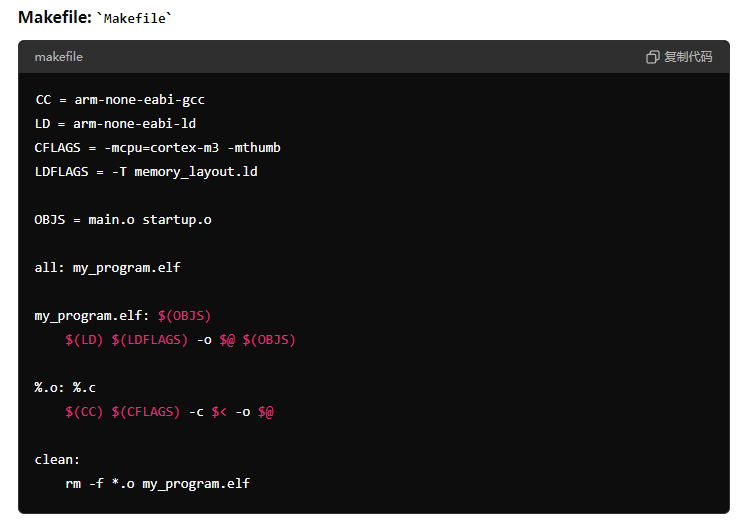 Makefile: `Makefile`
makefile
复制代码
CC = arm-none-eabi-gcc
LD = arm-none-eabi-ld
CFLAGS = -mcpu=cortex-m3 -mthumb
LDFLAGS = -T memory_layout.ld

OBJS = main.o startup.o

all: my_program.elf

my_program.elf: $(OBJS)
    $(LD) $(LDFLAGS) -o $@ $(OBJS)

%.o: %.c
    $(CC) $(CFLAGS) -c $< -o $@

clean:
    rm -f *.o my_program.elf